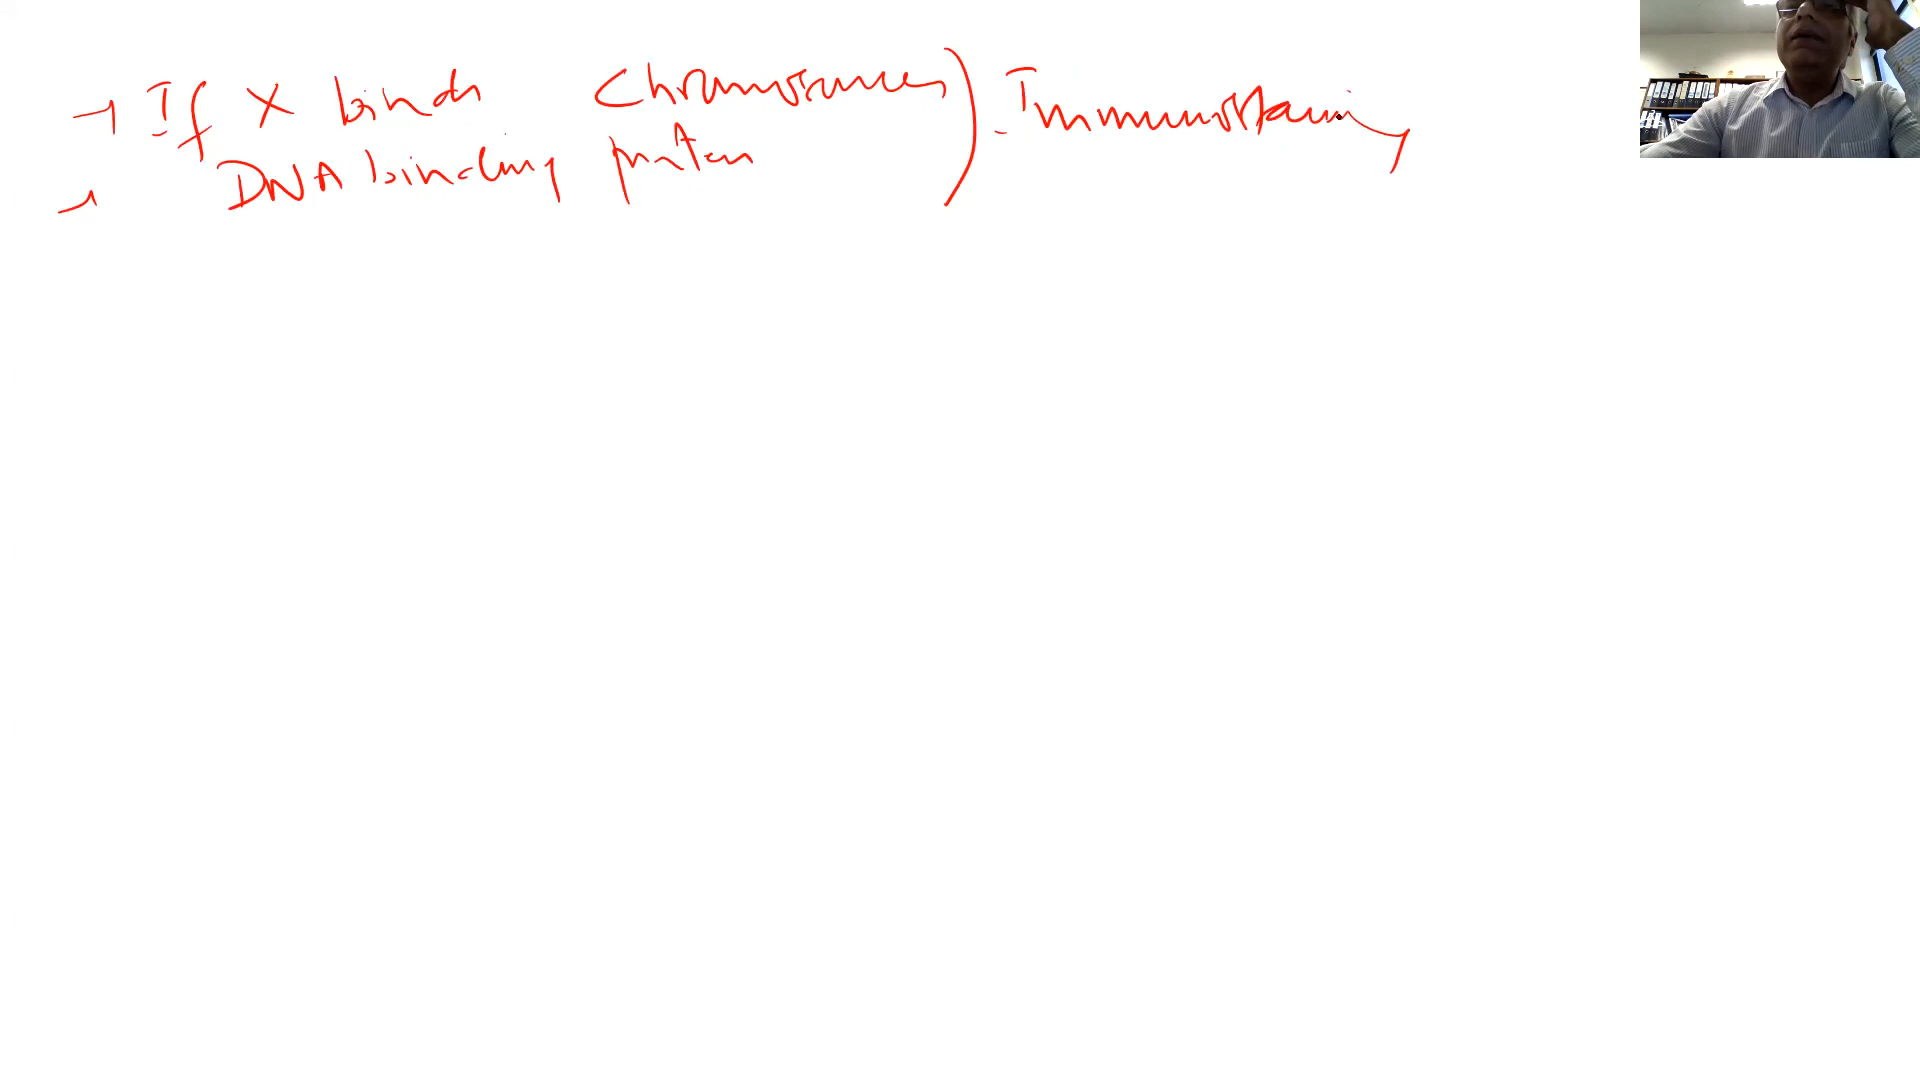 → If X binds Chromosomes ) Immunostaining
→ DNA binding protein